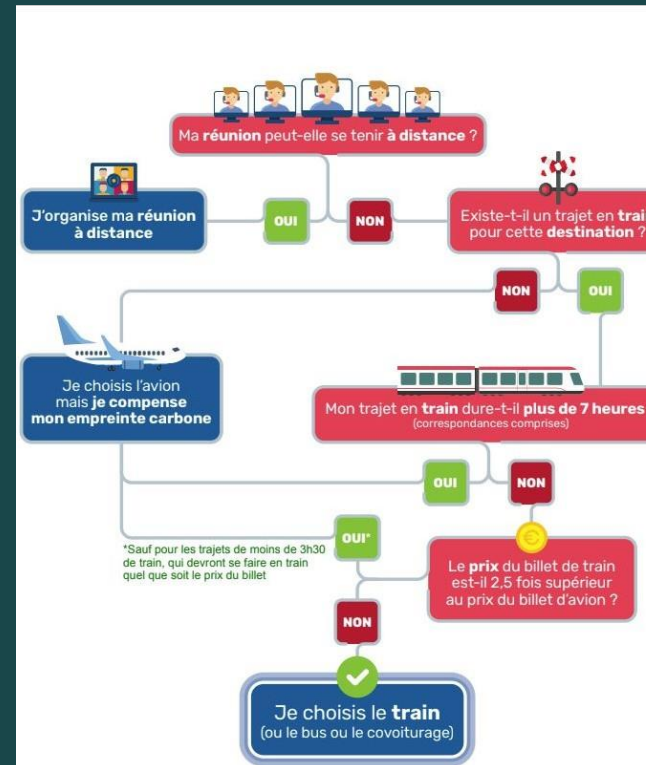 Ma réunion peut-elle se tenir à distance ?
J'organise ma réunion
à distance
OUI
NON
Existe-t-il un trajet en trai
pour cette destination ?
NON
OUI
Je choisis l'avion
mais je compense
mon empreinte carbone
Mon trajet en train dure-t-il plus de 7 heures
(correspondances comprises)
OUI
NON
*Sauf pour les trajets de moins de 3h30
de train, qui devront se faire en train
quel que soit le prix du billet
OUI*
Le prix du billet de train
est-il 2,5 fois supérieur
au prix du billet d'avion ?
NON
Je choisis le train
(ou le bus ou le covoiturage)